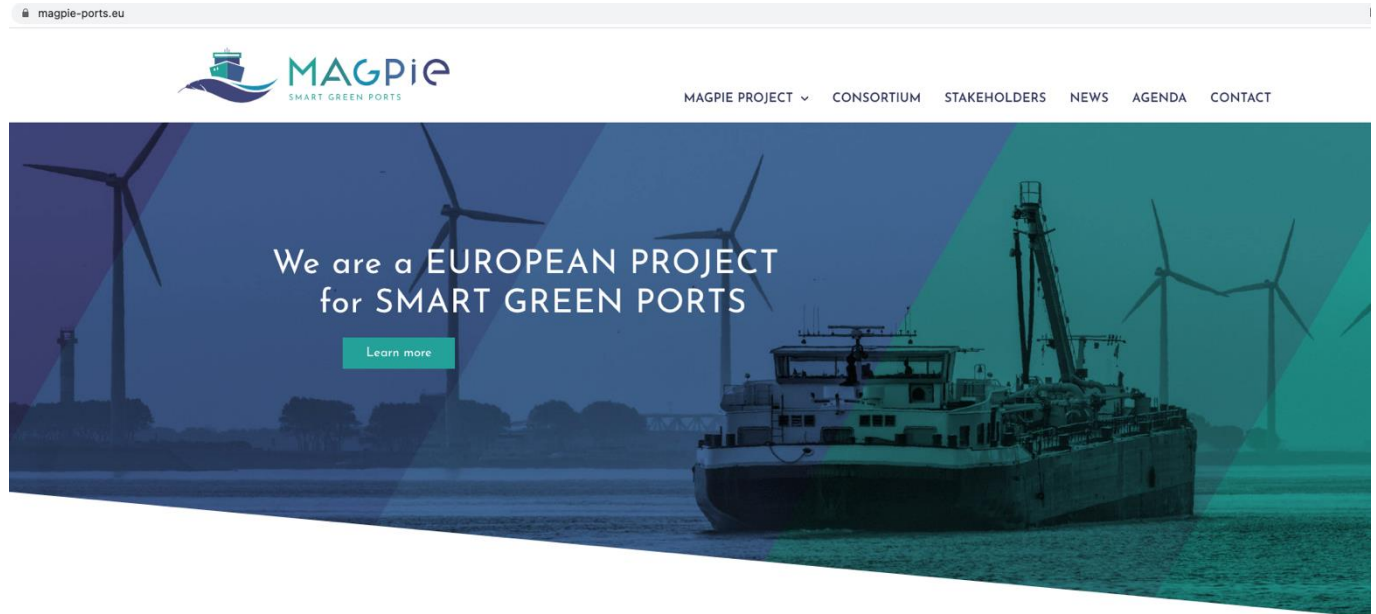 magpie-ports.eu
MAGPiE
SMART GREEN PORTS
MAGPIE PROJECT
CONSORTIUM
STAKEHOLDERS
NEWS
AGENDA
CONTACT
We are a EUROPEAN PROJECT
for SMART GREEN PORTS
Learn more